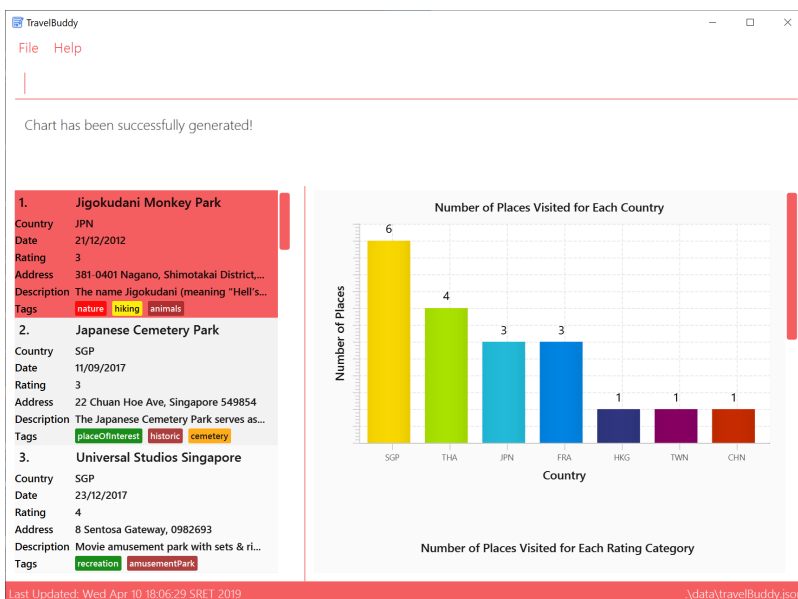 TravelBuddy
File Help
Chart has been successfully generated!
1. Jigokudani Monkey Park
Country JPN
Date 21/12/2012
Rating 3
Address 381-0401 Nagano, Shimotakai District,...
Description The name Jigokudani (meaning “Hell’s...
Tags nature hiking animals
2. Japanese Cemetery Park
Country SGP
Date 11/09/2017
Rating 3
Address 22 Chuan Hoe Ave, Singapore 549854
Description The Japanese Cemetery Park serves as...
Tags placeOfInterest historic cemetery
3. Universal Studios Singapore
Country SGP
Date 23/12/2017
Rating 4
Address 8 Sentosa Gateway, 0982693
Description Movie amusement park with sets & ri...
Tags recreation amusementPark
Number of Places Visited for Each Country
Number of Places
6 4 3 3 1 1 1
SGP THA JPN FRA HKG TWN CHN
Country
Number of Places Visited for Each Rating Category
Last Updated: Wed Apr 10 18:06:29 SRET 2019
.\data\travelBuddy.json